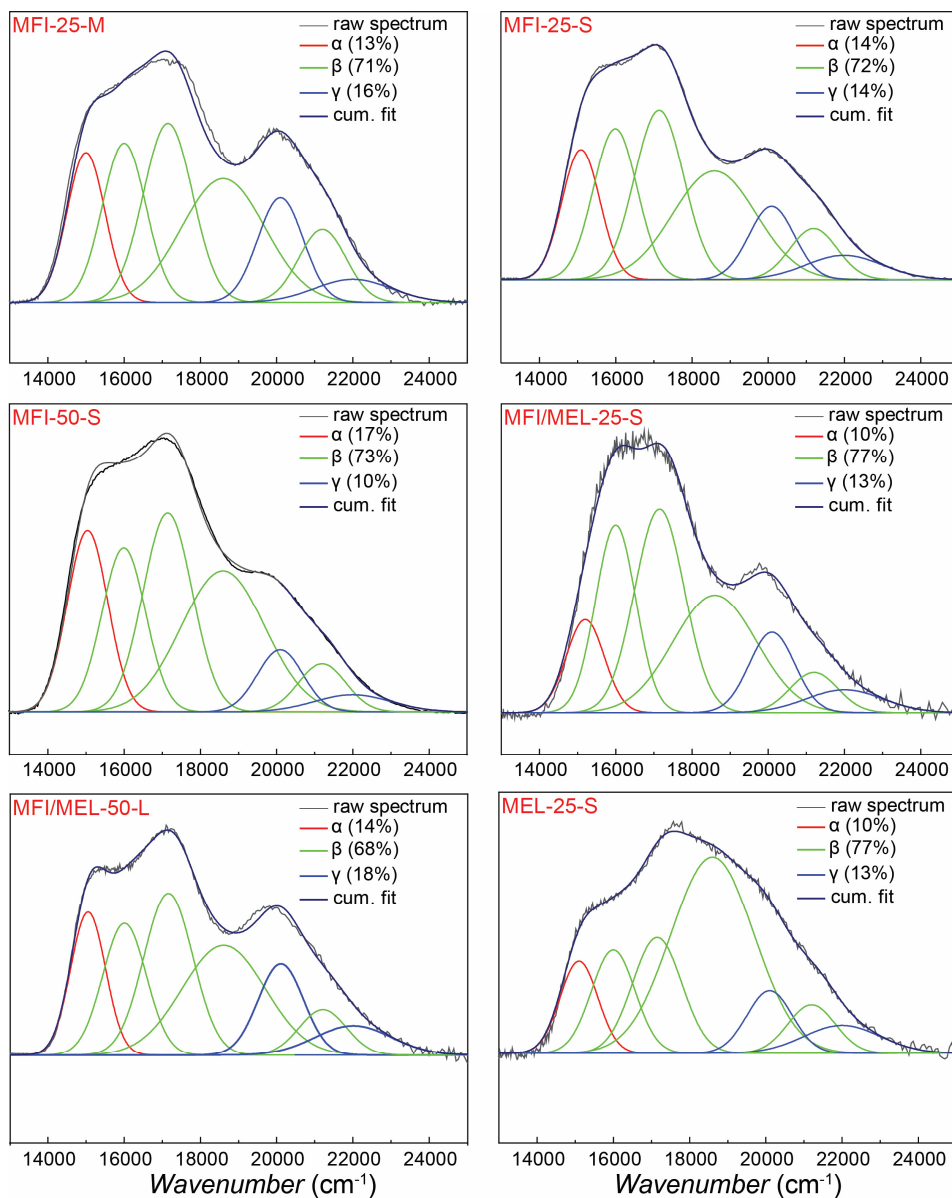 MFI-25-M
raw spectrum
α (13%)
β (71%)
γ (16%)
cum. fit
14000 16000 18000 20000 22000 24000
MFI-25-S
raw spectrum
α (14%)
β (72%)
γ (14%)
cum. fit
14000 16000 18000 20000 22000 24000
MFI-50-S
raw spectrum
α (17%)
β (73%)
γ (10%)
cum. fit
14000 16000 18000 20000 22000 24000
MFI/MEL-25-S
raw spectrum
α (10%)
β (77%)
γ (13%)
cum. fit
14000 16000 18000 20000 22000 24000
MFI/MEL-50-L
raw spectrum
α (14%)
β (68%)
γ (18%)
cum. fit
14000 16000 18000 20000 22000 24000
Wavenumber (cm⁻¹)
MEL-25-S
raw spectrum
α (10%)
β (77%)
γ (13%)
cum. fit
14000 16000 18000 20000 22000 24000
Wavenumber (cm⁻¹)